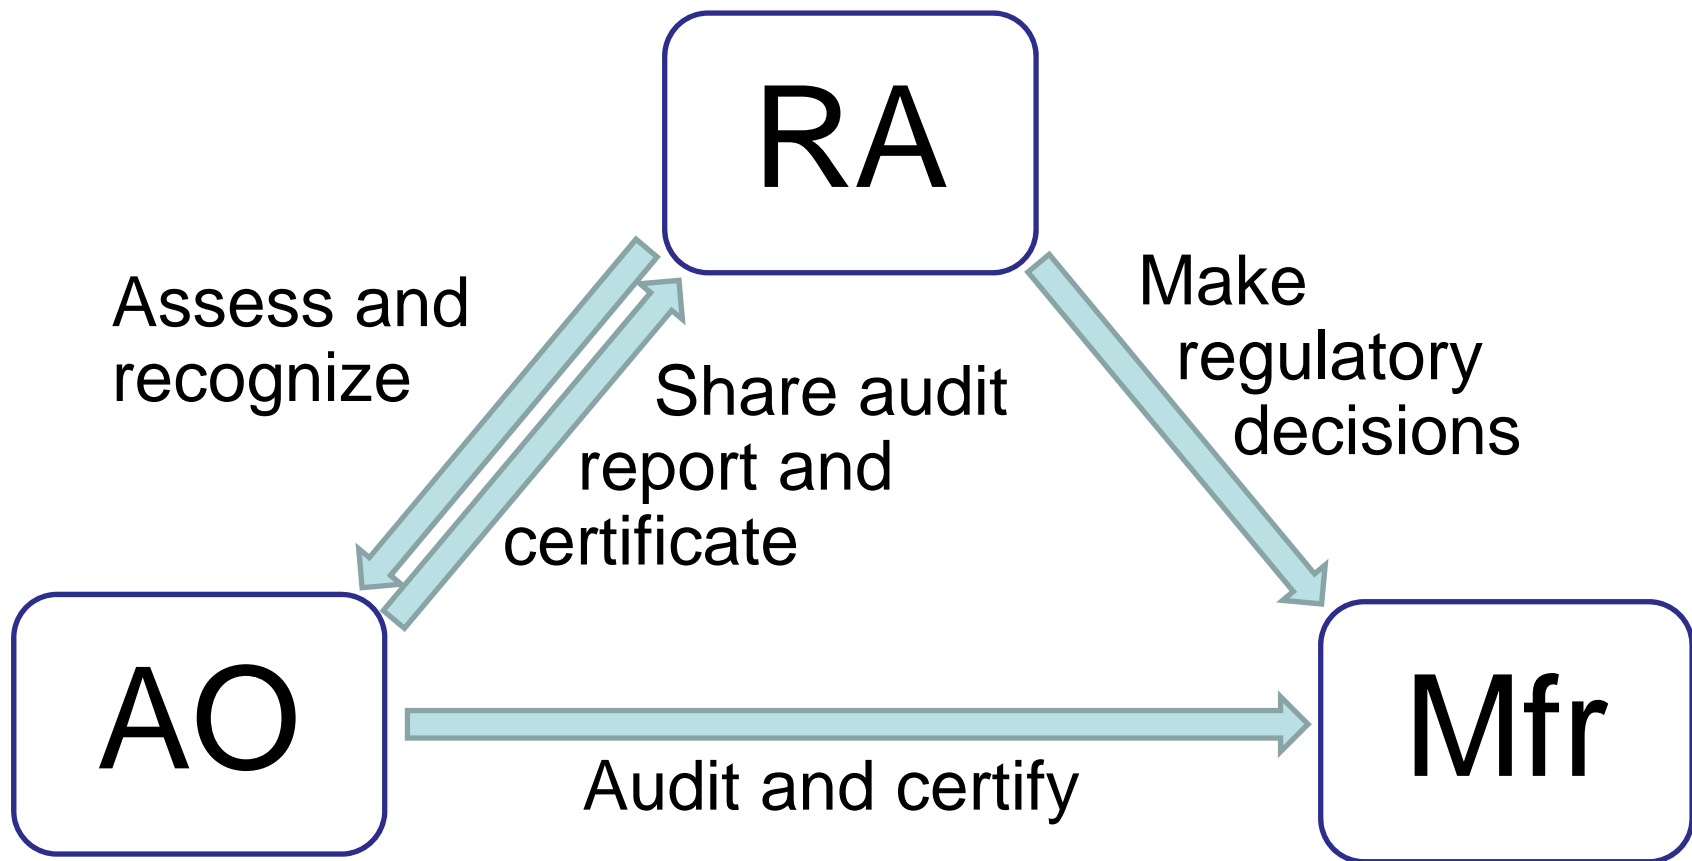 RA
Assess and
recognize
Share audit
report and
certificate
Make
regulatory
decisions
AO
Audit and certify
Mfr